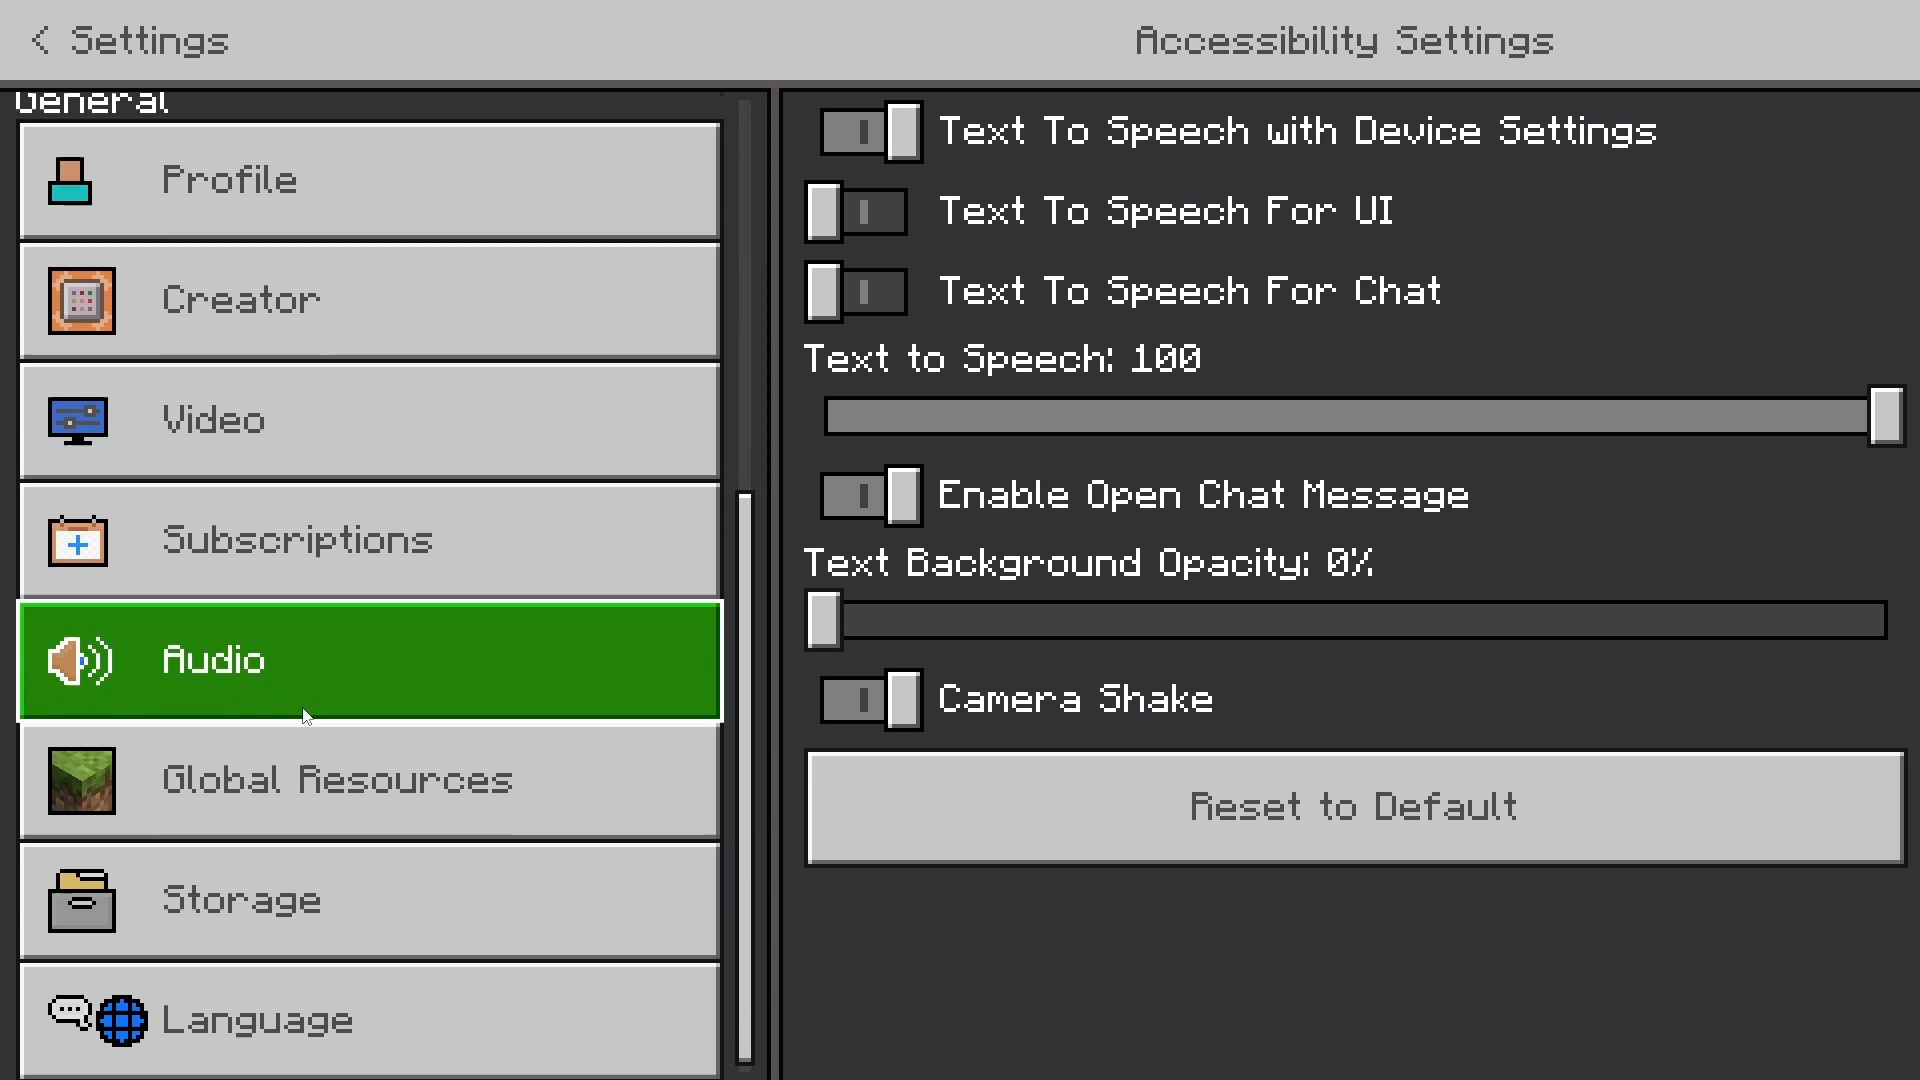 < Settings
Accessibility Settings
General
Profile
Creator
Video
Subscriptions
Audio
Global Resources
Storage
Language
Text To Speech with Device Settings
Text To Speech For UI
Text To Speech For Chat
Text to Speech: 100
Enable Open Chat Message
Text Background Opacity: 0%
Camera Shake
Reset to Default